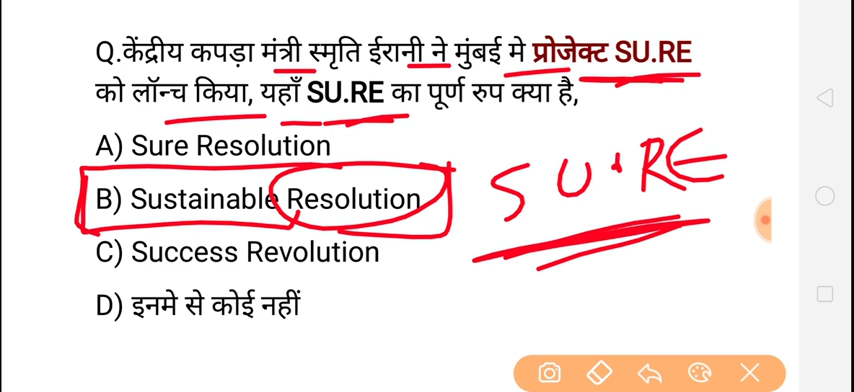 Q.केंद्रीय कपड़ा मंत्री स्मृति ईरानी ने मुंबई मे प्रोजेक्ट SU.RE
को लॉन्च किया, यहाँ SU.RE का पूर्ण रुप क्या है,
A) Sure Resolution
B) Sustainable Resolution
SU.RE
C) Success Revolution
D) इनमे से कोई नहीं